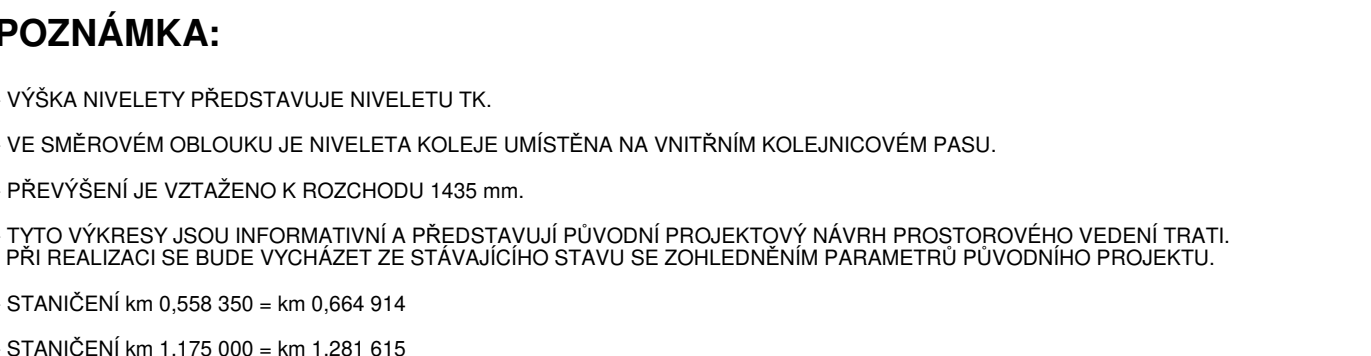 POZNÁMKA:
VÝŠKA NIVELETY PŘEDSTAVUJE NIVELETU TK.
VE SMĚROVÉM OBLOUKU JE NIVELETA KOLEJE UMÍSTĚNA NA VNITŘNÍM KOLEJNICOVÉM PASU.
PŘEVÝŠENÍ JE VZTAŽENO K ROZCHODU 1435 mm.
TYTO VÝKRESY JSOU INFORMATIVNÍ A PŘEDSTAVUJÍ PŮVODNÍ PROJEKTOVÝ NÁVRH PROSTOROVÉHO VEDENÍ TRATI.
PŘI REALIZACI SE BUDE VYCHÁZET ZE STÁVAJÍCÍHO STAVU SE ZOHLEDNĚNÍM PARAMETRŮ PŮVODNÍHO PROJEKTU.
STANIČENÍ km 0,558 350 = km 0,664 914
STANIČENÍ km 1,175 000 = km 1,281 615